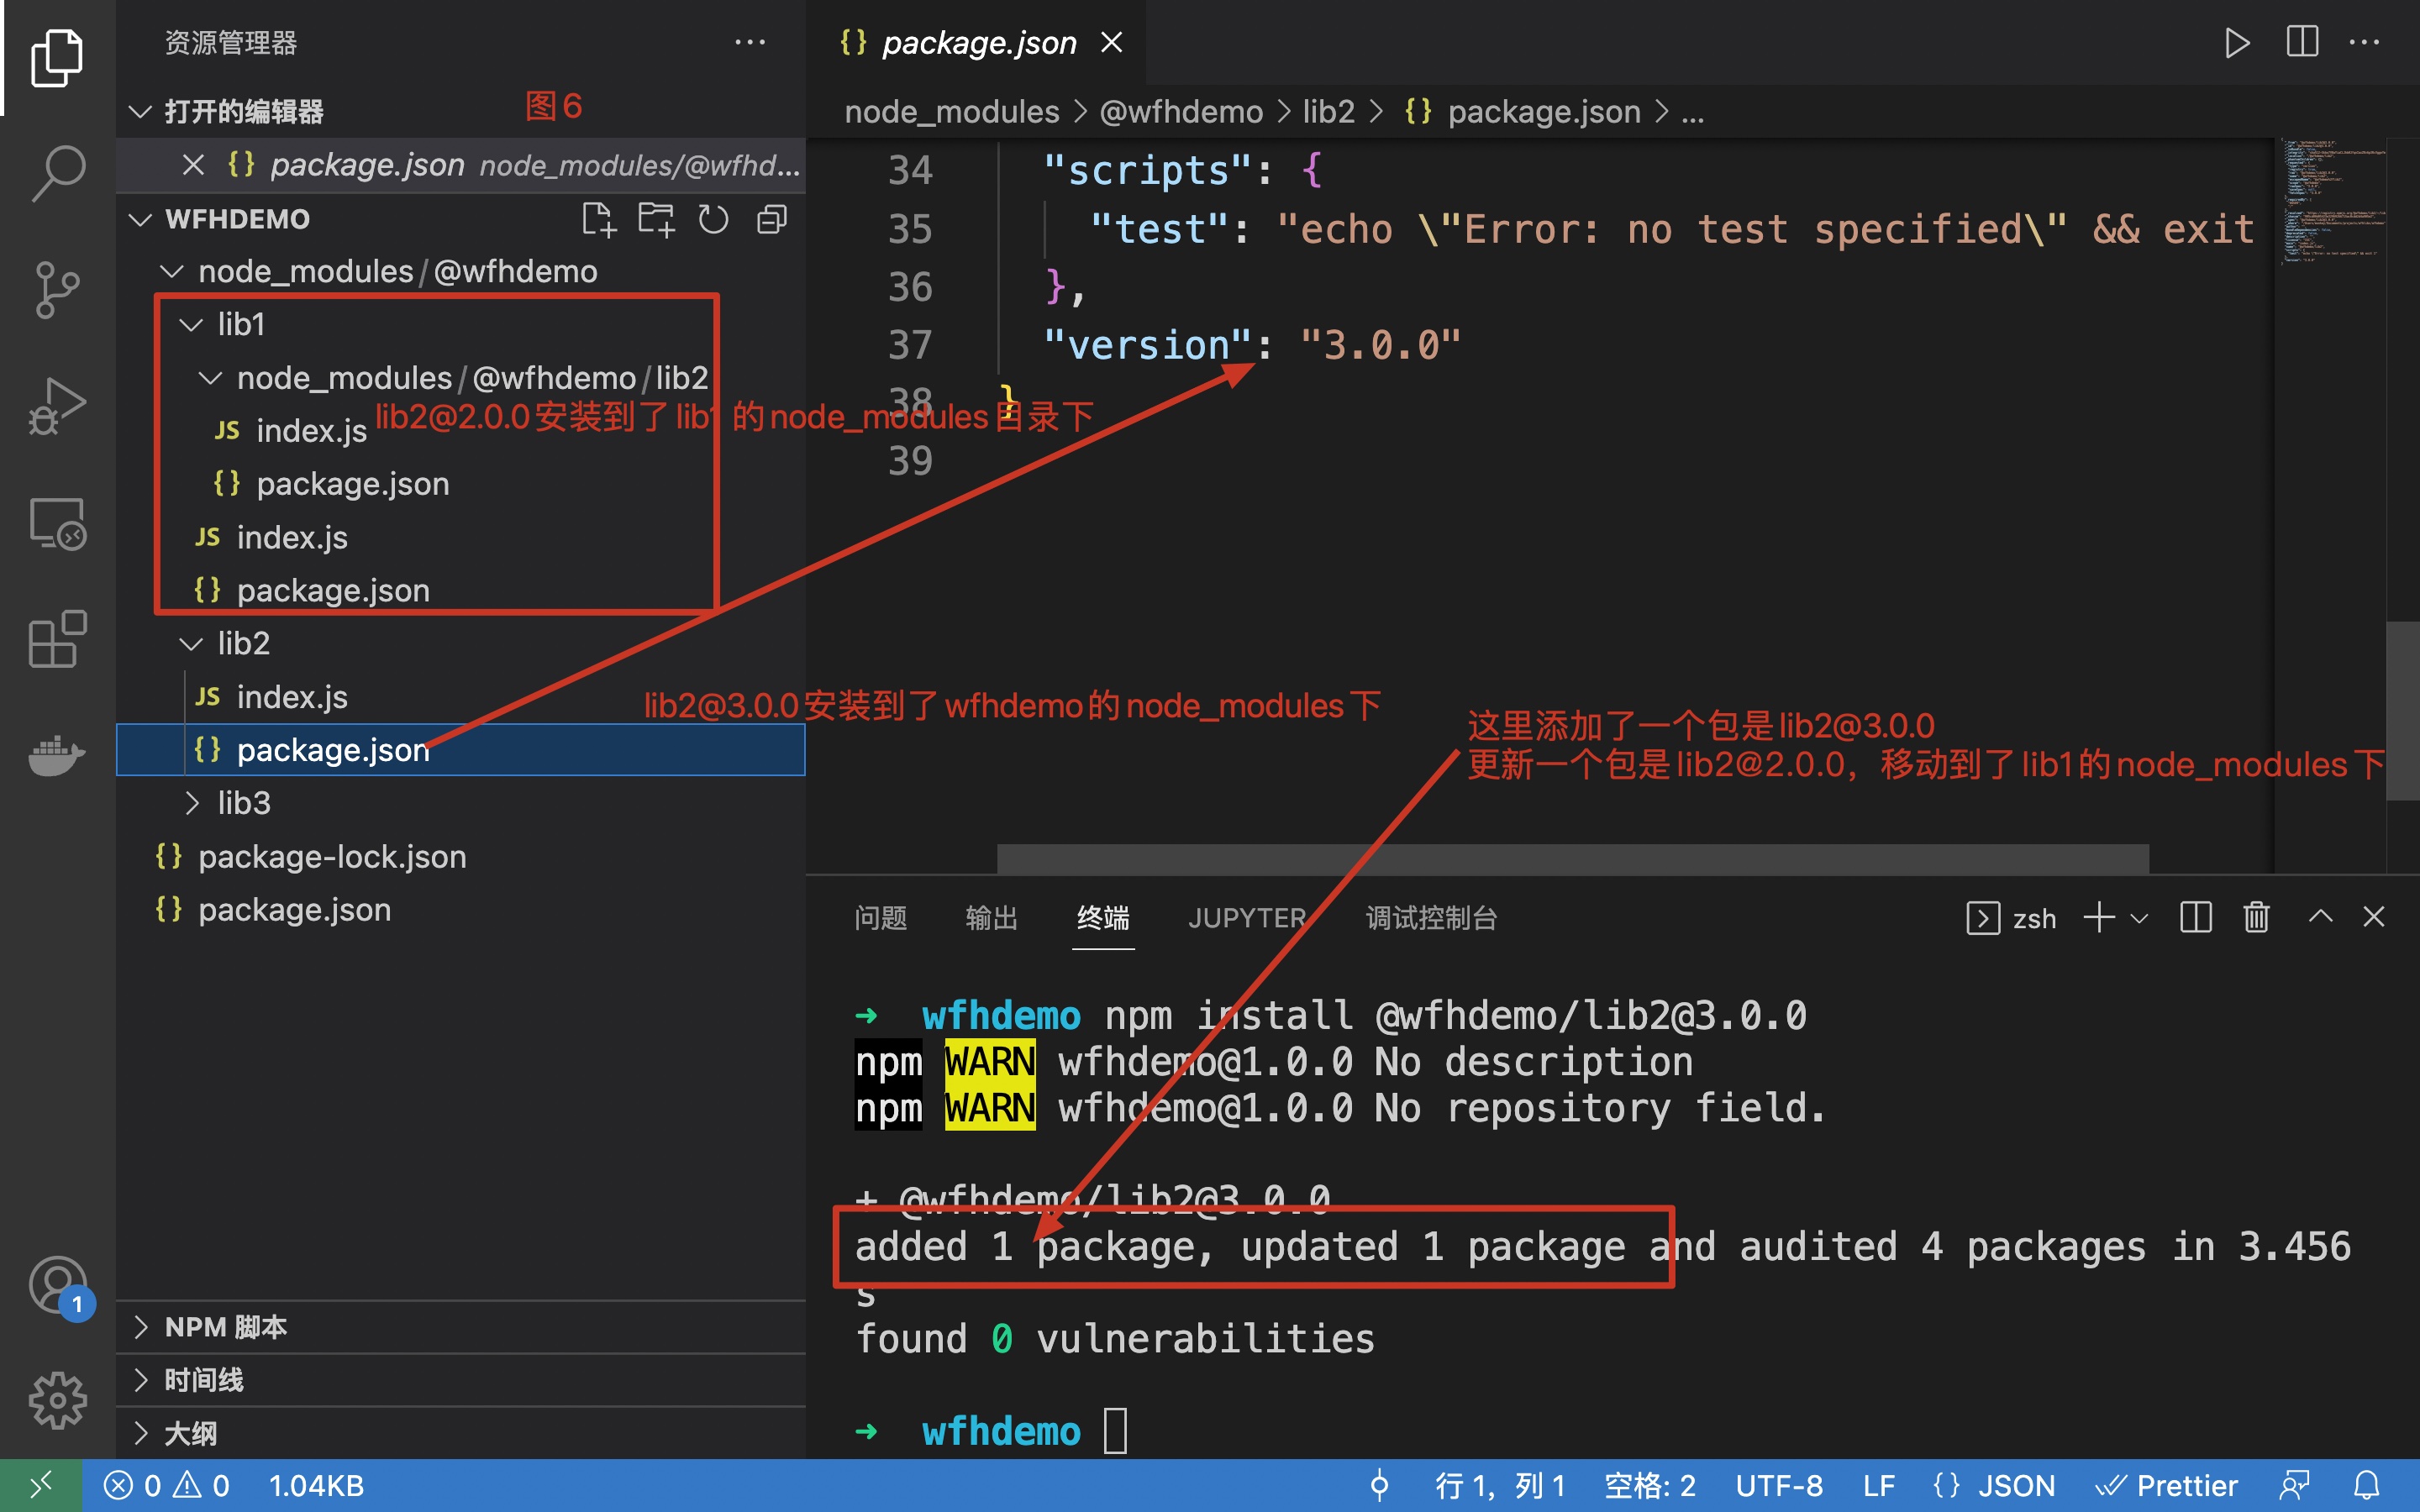 资源管理器
打开的编辑器
图6
package.json node_modules/@wfhd...
WFHDEMO
node_modules/@wfhdemo
lib1
node_modules/@wfhdemo/lib2
index.js
lib2@2.0.0安装到了lib1的node_modules目录下
package.json
index.js
package.json
lib2
index.js
package.json
lib3
package-lock.json
package.json
NPM 脚本
时间线
大纲
package.json
node_modules > @wfhdemo > lib2 > {} package.json > ...
34 "scripts": {
35 "test": "echo \"Error: no test specified\" && exit
36 },
37 "version": "3.0.0"
38 }
39
lib2@3.0.0安装到了wfhdemo的node_modules下
这里添加了一个包是lib2@3.0.0
更新一个包是lib2@2.0.0，移动到了lib1的node_modules下
问题 输出 终端 JUPYTER 调试控制台 zsh
→ wfhdemo npm install @wfhdemo/lib2@3.0.0
npm WARN wfhdemo@1.0.0 No description
npm WARN wfhdemo@1.0.0 No repository field.
+ @wfhdemo/lib2@3.0.0
added 1 package, updated 1 package and audited 4 packages in 3.456
s
found 0 vulnerabilities
→ wfhdemo
1
0 0 1.04KB 行 1，列 1 空格: 2 UTF-8 LF {} JSON Prettier